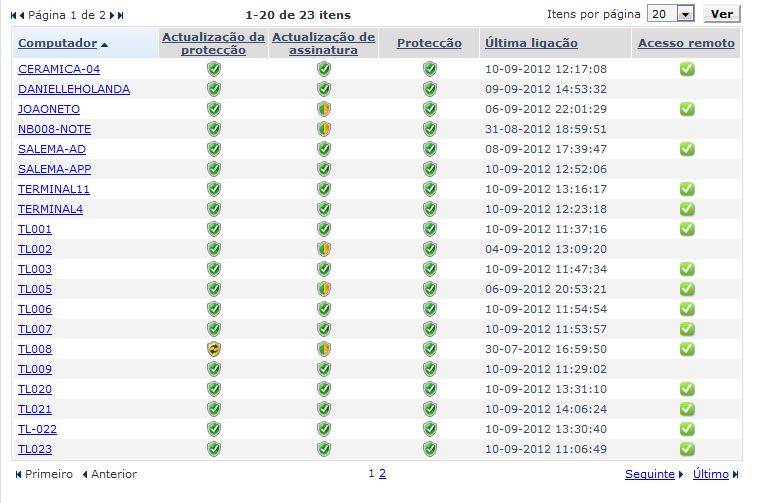 Página 1 de 2 1-20 de 23 itens Itens por página 20 Ver
Computador Actualização da protecção Actualização de assinatura Protecção Última ligação Acesso remoto
CERAMICA-04 10-09-2012 12:17:08
DANIELLEHOLANDA 09-09-2012 14:53:32
JOAONETO 06-09-2012 22:01:29
NB008-NOTE 31-08-2012 18:59:51
SALEMA-AD 08-09-2012 17:39:47
SALEMA-APP 10-09-2012 12:52:06
TERMINAL11 10-09-2012 13:16:17
TERMINAL4 10-09-2012 12:23:18
TL001 10-09-2012 11:37:16
TL002 04-09-2012 13:09:20
TL003 10-09-2012 11:47:34
TL005 06-09-2012 20:53:21
TL006 10-09-2012 11:54:54
TL007 10-09-2012 11:53:57
TL008 30-07-2012 16:59:50
TL009 10-09-2012 11:29:02
TL020 10-09-2012 13:31:10
TL021 10-09-2012 14:06:24
TL-022 10-09-2012 13:30:40
TL023 10-09-2012 11:06:49
Primeiro Anterior 1 2 Seguinte Último